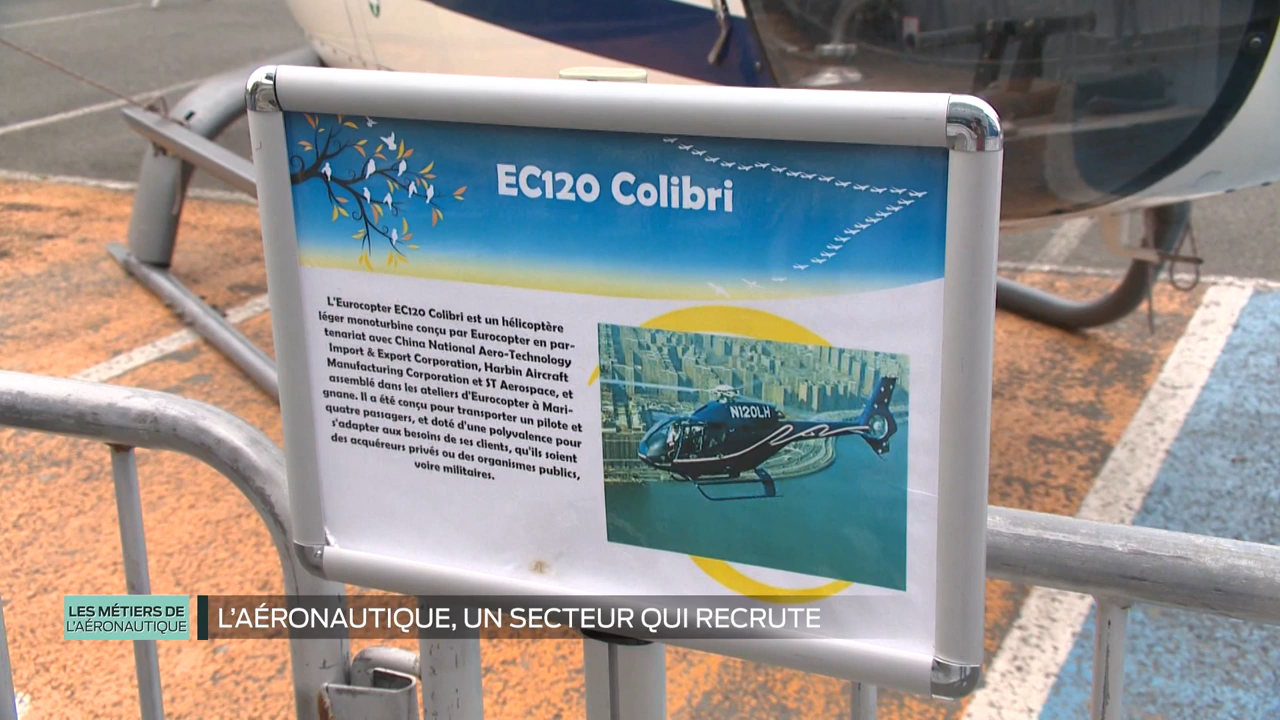 EC120 Colibri
L'Eurocopter EC120 Colibri est un hélicoptère
léger monoturbine conçu par Eurocopter en par-
tenariat avec China National Aero-Technology
Import & Export Corporation, Harbin Aircraft
Manufacturing Corporation et ST Aerospace, et
assemblé dans les ateliers d'Eurocopter à Mari-
gnane. Il a été conçu pour transporter un pilote et
quatre passagers, et doté d'une polyvalence pour
s'adapter aux besoins de ses clients, qu'ils soient
des acquéreurs privés ou des organismes publics,
voire militaires.
N120LH
LES MÉTIERS DE
L'AÉRONAUTIQUE
L'AÉRONAUTIQUE, UN SECTEUR QUI RECRUTE